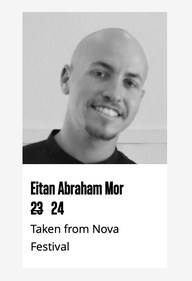 Eitan Abraham Mor
23 24
Taken from Nova
Festival